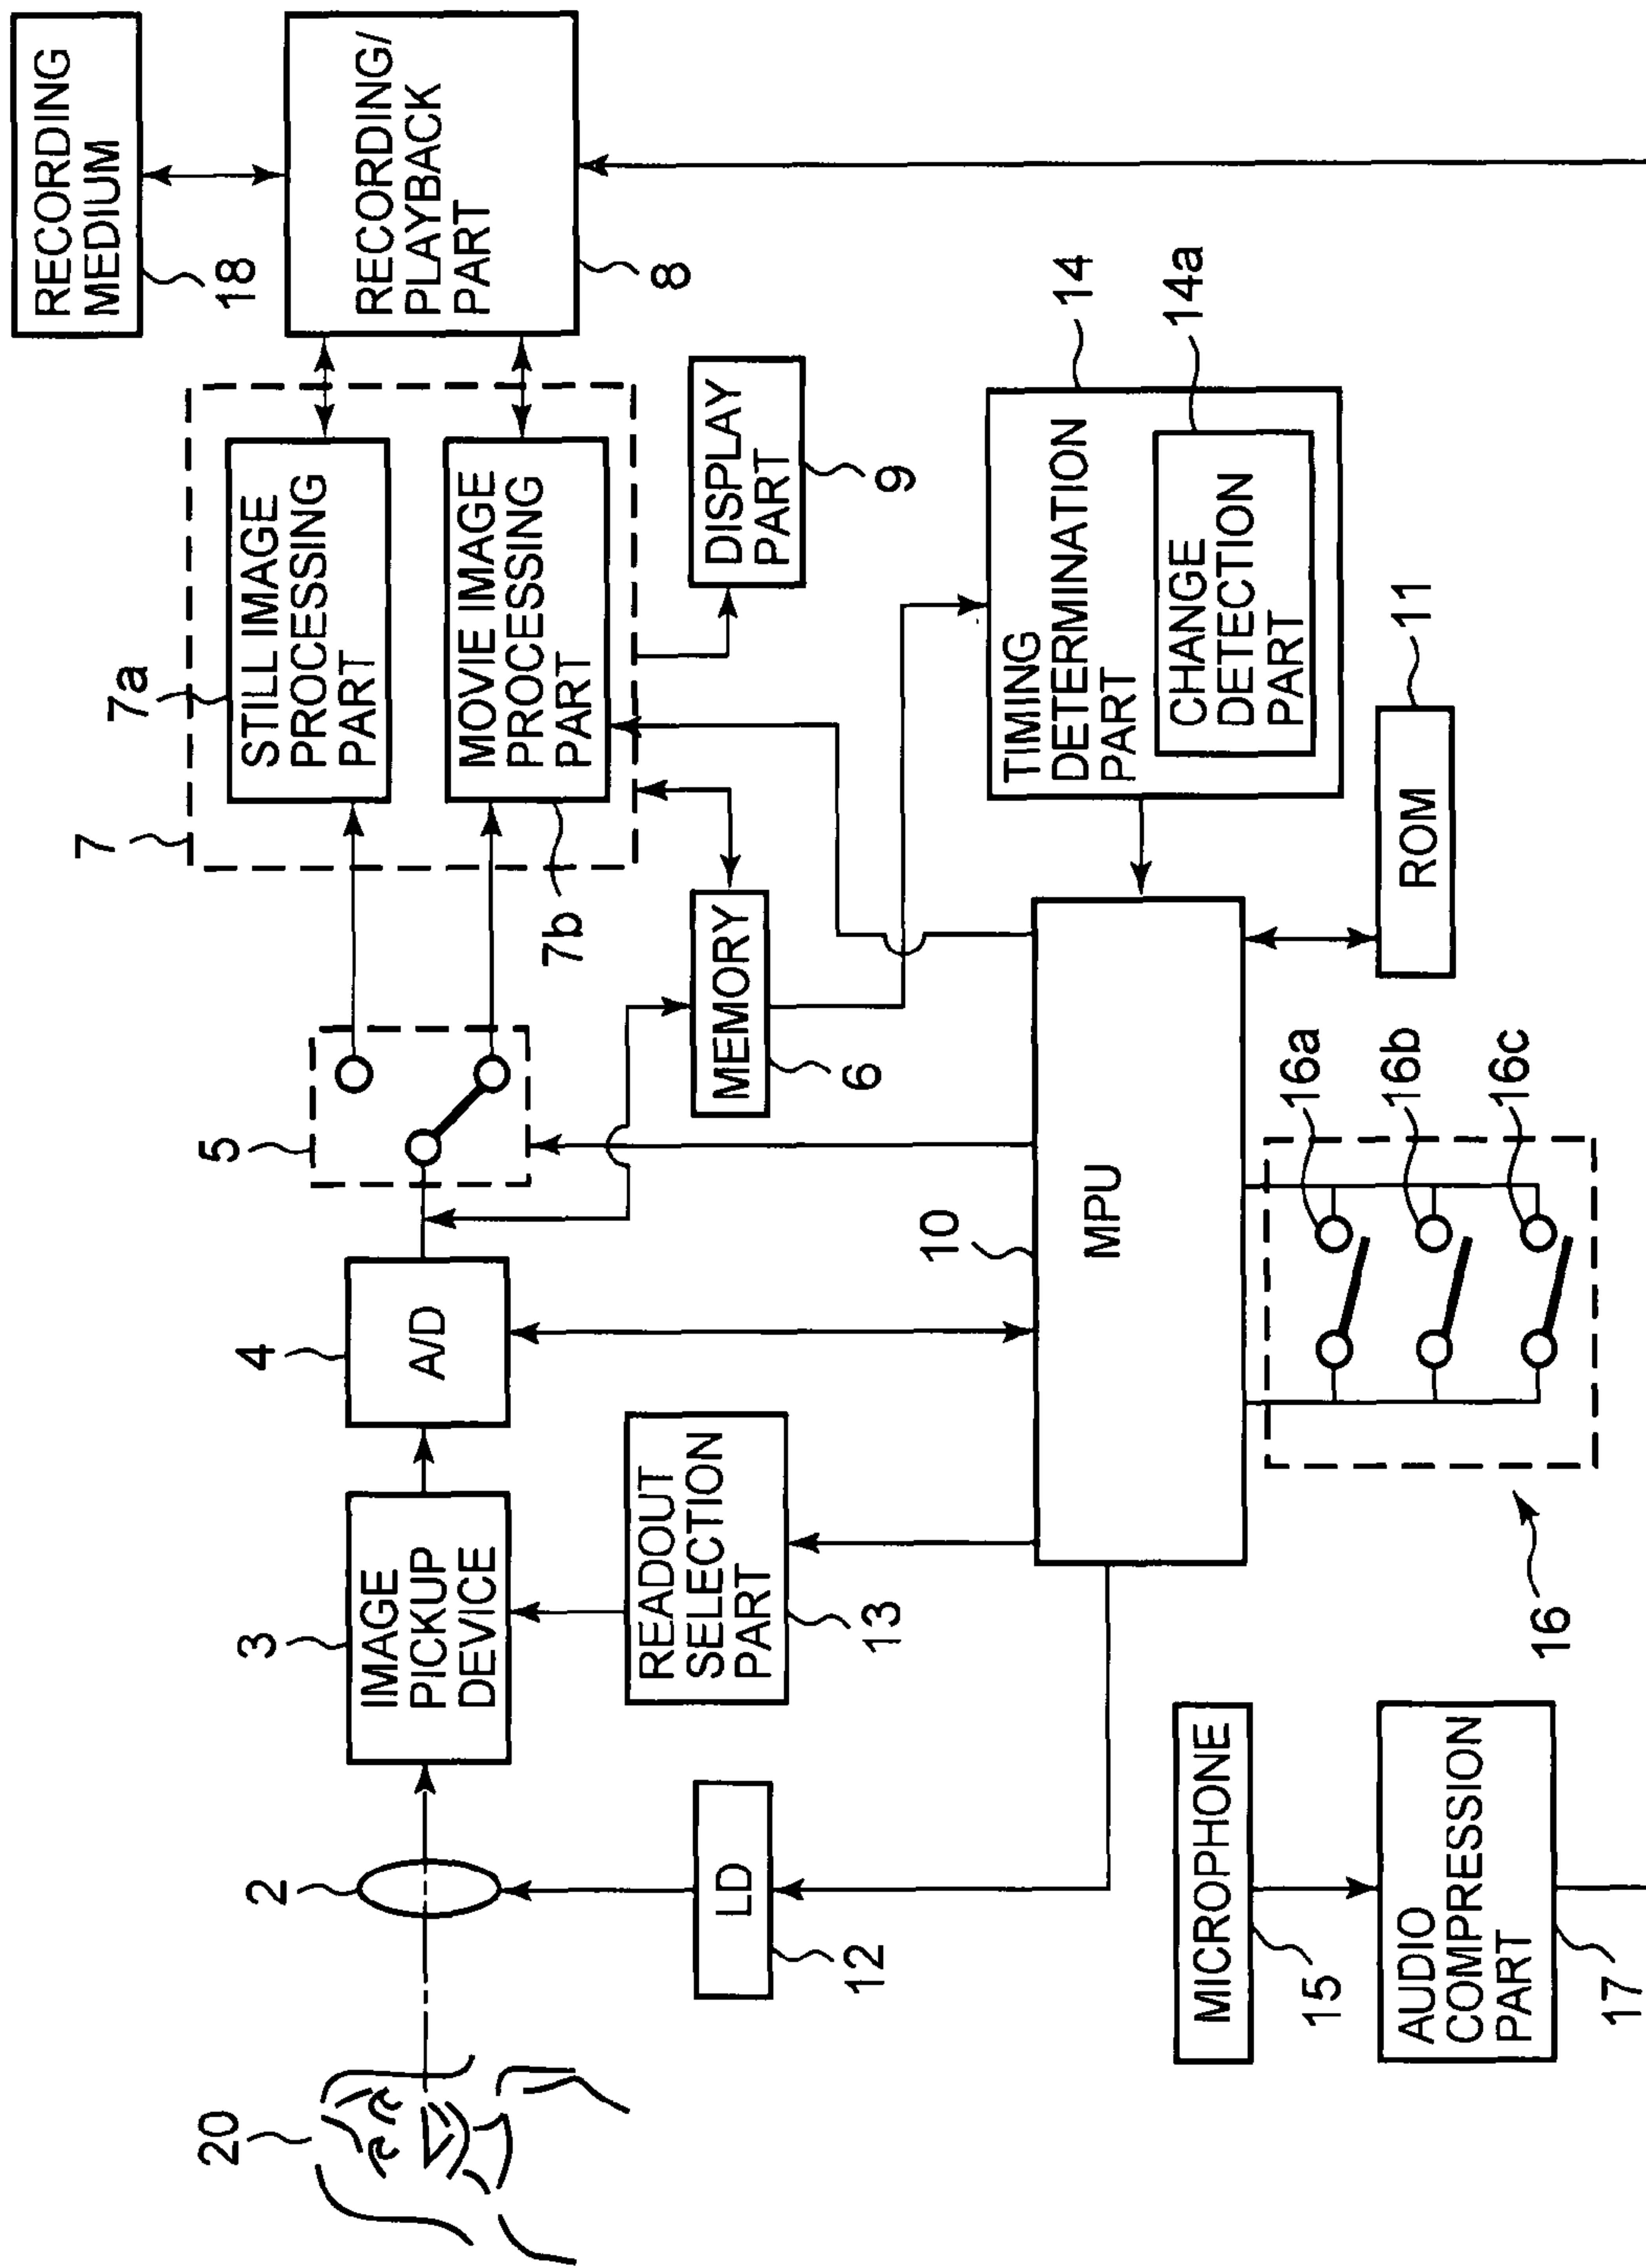 20
2
3
IMAGE
PICKUP
DEVICE
4
A/D
5
7
7a
STILL IMAGE
PROCESSING
PART
7b
MOVIE IMAGE
PROCESSING
PART
RECORDING
MEDIUM
18
RECORDING/
PLAYBACK
PART
8
LD
12
READOUT
SELECTION
PART
13
MEMORY
6
DISPLAY
PART
9
10
MPU
TIMING
DETERMINATION
PART
14
CHANGE
DETECTION
PART
14a
ROM
11
MICROPHONE
15
AUDIO
COMPRESSION
PART
17
16
16a
16b
16c